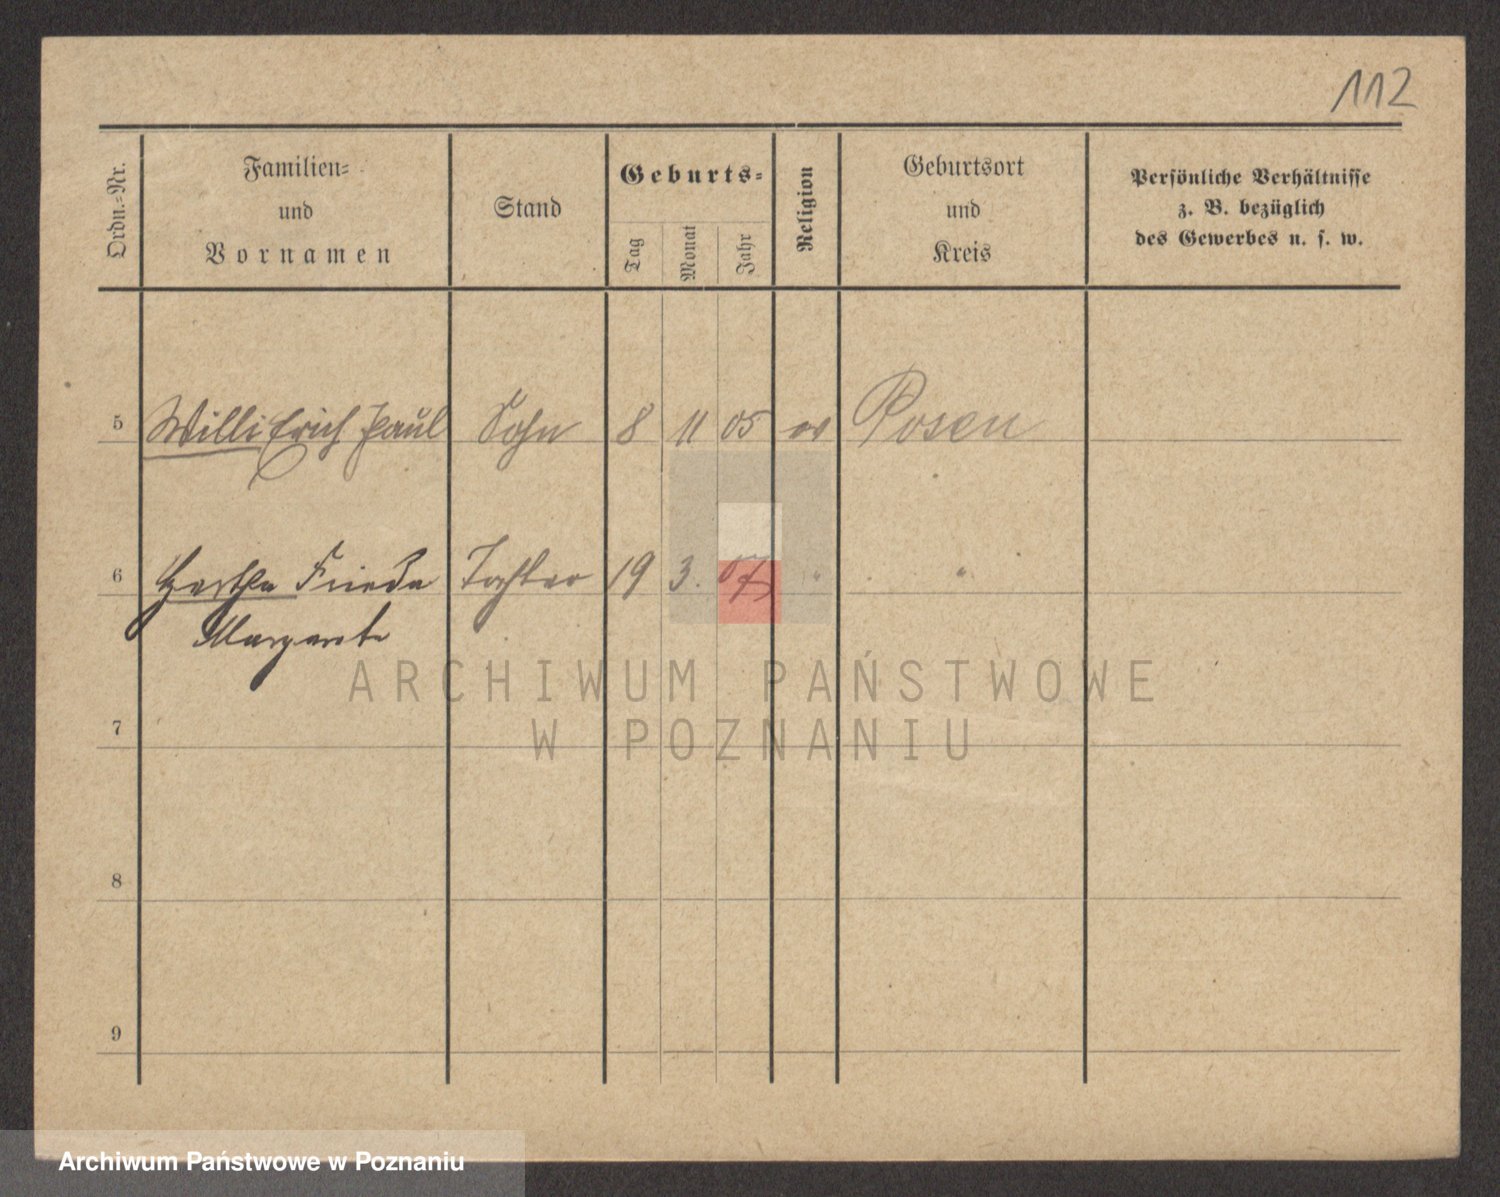 112
Ordn.=Nr. Familien= und Vornamen Stand Geburts= Tag Monat Jahr Religion Geburtsort und Kreis Persönliche Verhältnisse z. B. bezüglich des Gewerbes u. s. w.
5 Willi Erich Paul Sohn 8 11 05 ev Posen
6 Hertha Frieda Tochter 19 3. 07 " "
Margarete
ARCHIWUM PAŃSTWOWE
W POZNANIU
7
8
9
Archiwum Państwowe w Poznaniu